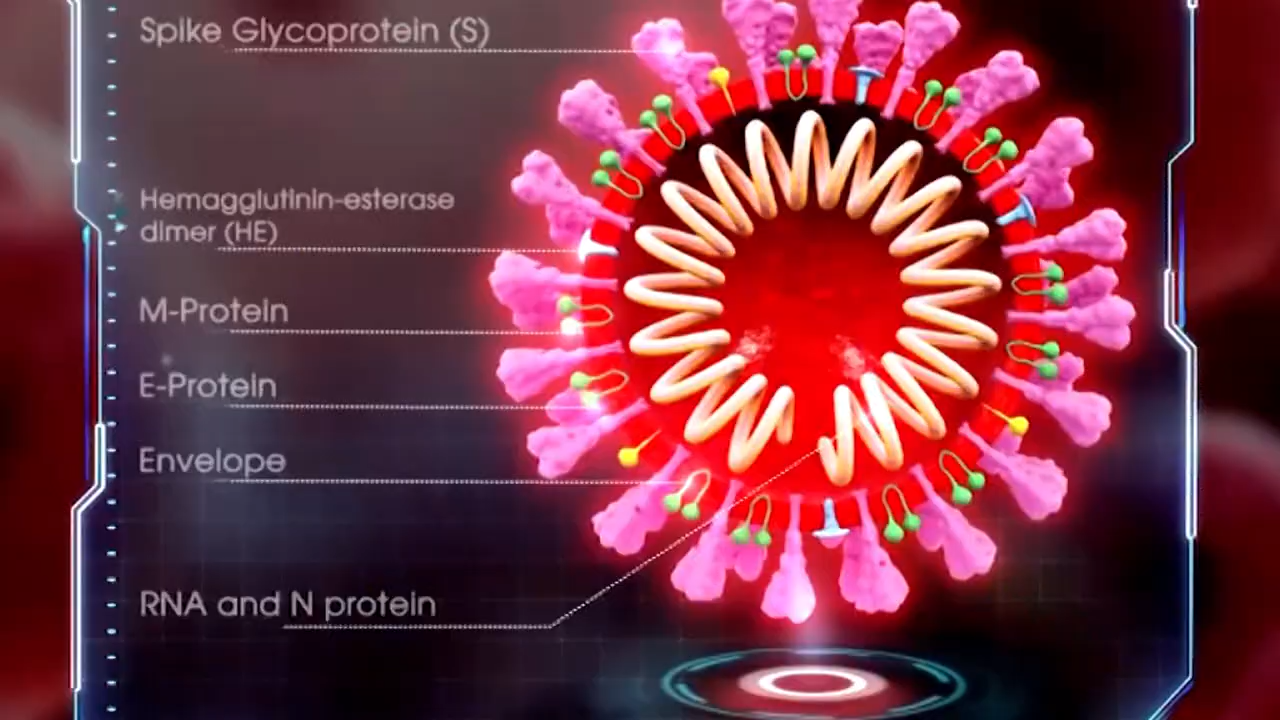 Spike Glycoprotein (S)
Hemagglutinin-esterase
dimer (HE)
M-Protein
E-Protein
Envelope
RNA and N protein